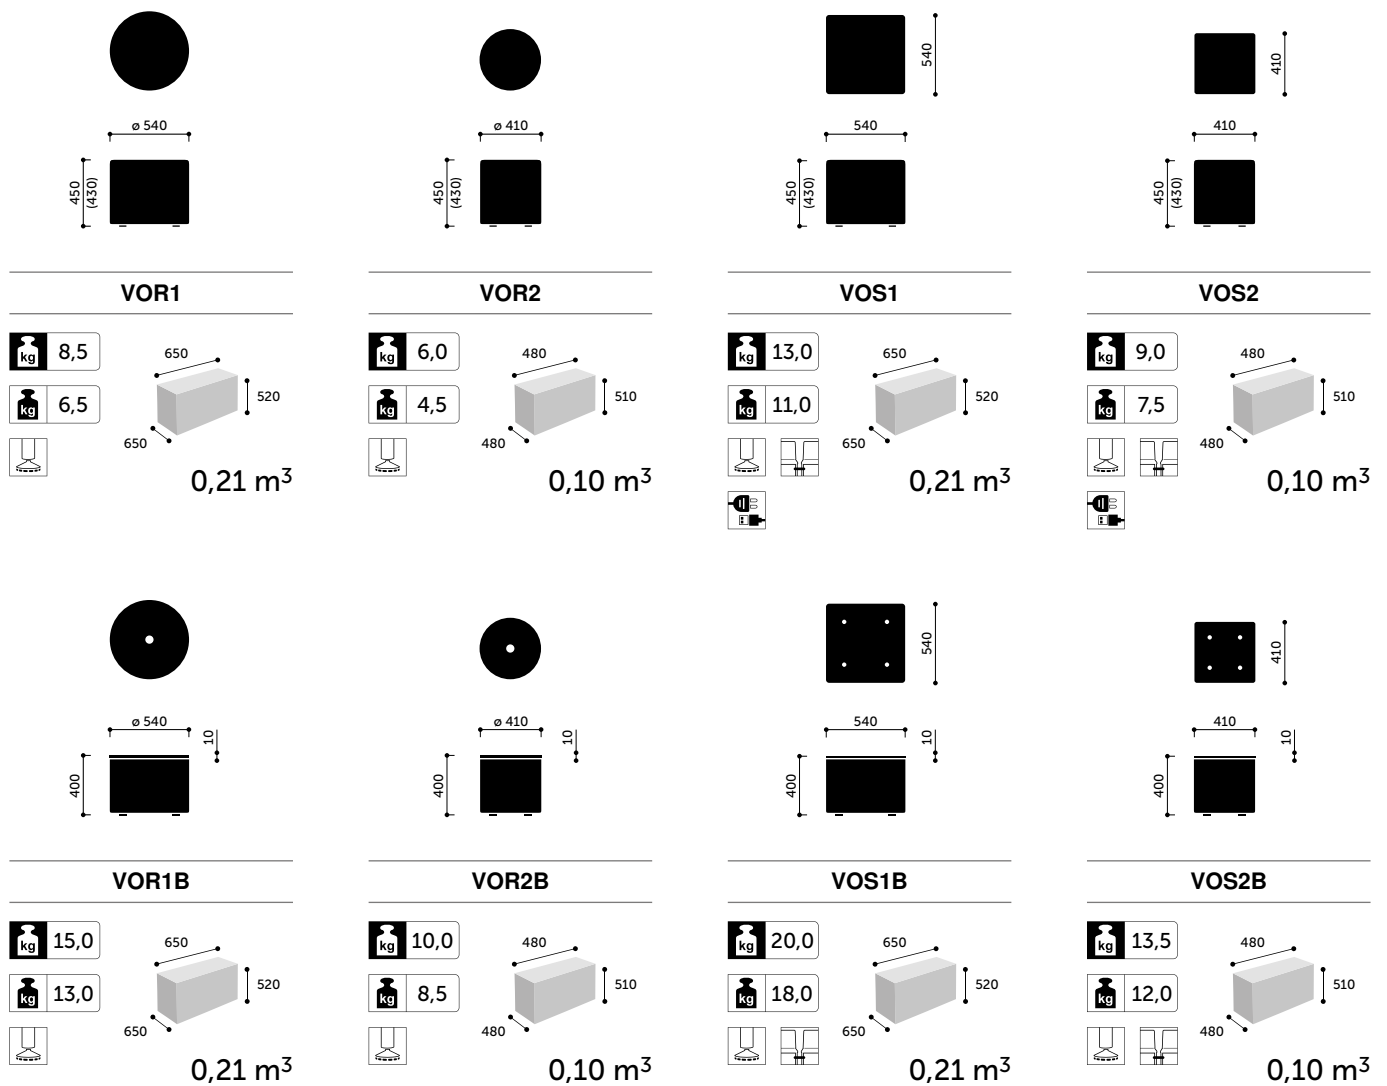 540
410
ø 540
ø 410
540
410
450
(430)
450
(430)
450
(430)
450
(430)
VOR1
VOR2
VOS1
VOS2
kg 8,5
650
kg 6,0
480
kg 13,0
650
kg 9,0
480
520
510
520
510
kg 6,5
kg 4,5
kg 11,0
kg 7,5
650
480
650
480
0,21 m³
0,10 m³
0,21 m³
0,10 m³
540
410
ø 540
10
ø 410
10
540
10
410
10
400
400
400
400
VOR1B
VOR2B
VOS1B
VOS2B
kg 15,0
650
kg 10,0
480
kg 20,0
650
kg 13,5
480
520
510
520
510
kg 13,0
kg 8,5
kg 18,0
kg 12,0
650
480
650
480
0,21 m³
0,10 m³
0,21 m³
0,10 m³